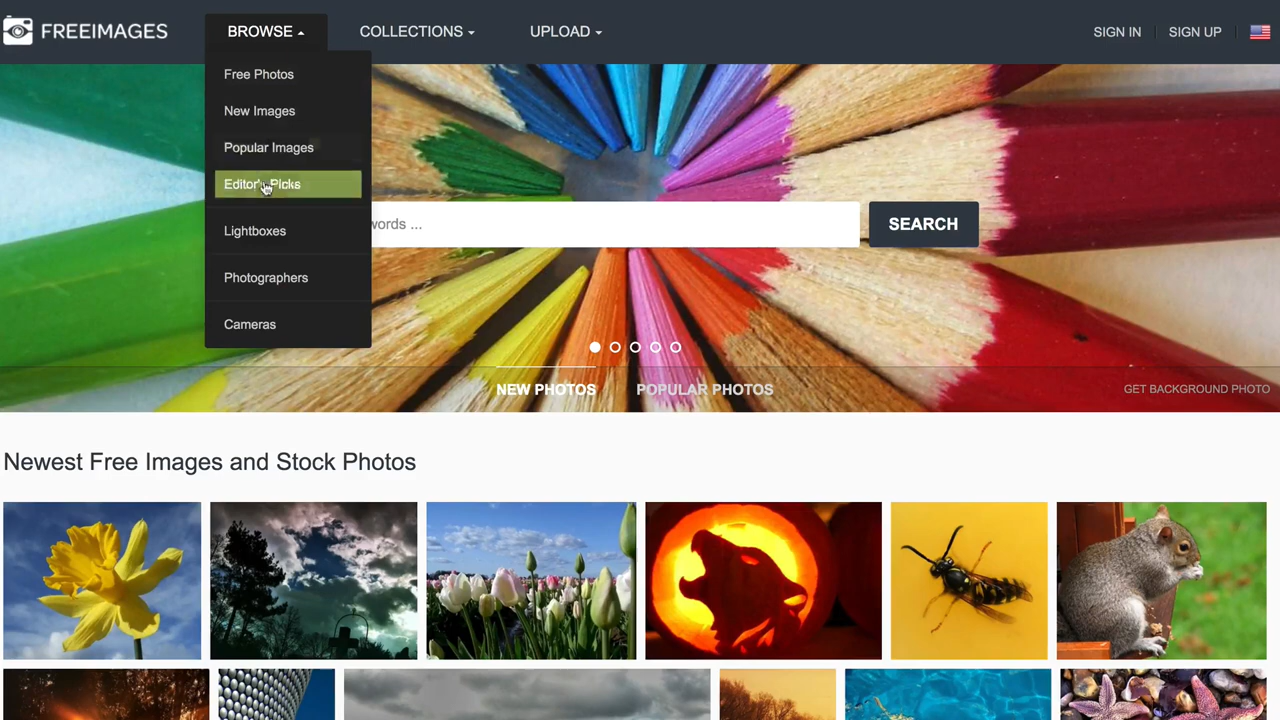 FREEIMAGES
BROWSE
COLLECTIONS
UPLOAD
SIGN IN
SIGN UP
Free Photos
New Images
Popular Images
Editor's Picks
Lightboxes
Photographers
Cameras
words ...
SEARCH
NEW PHOTOS
POPULAR PHOTOS
GET BACKGROUND PHOTO
Newest Free Images and Stock Photos